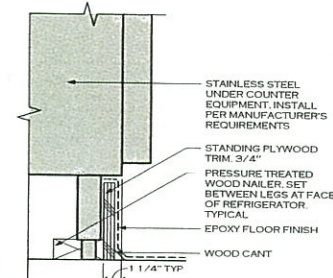 STAINLESS STEEL
UNDER COUNTER
EQUIPMENT, INSTALL
PER MANUFACTURER'S
REQUIREMENTS
STANDING PLYWOOD
TRIM. 3/4"
PRESSURE TREATED
WOOD NAILER. SET
BETWEEN LEGS AT FACE
OF REFRIGERATOR.
TYPICAL
EPOXY FLOOR FINISH
WOOD CANT
1 1/4" TYP